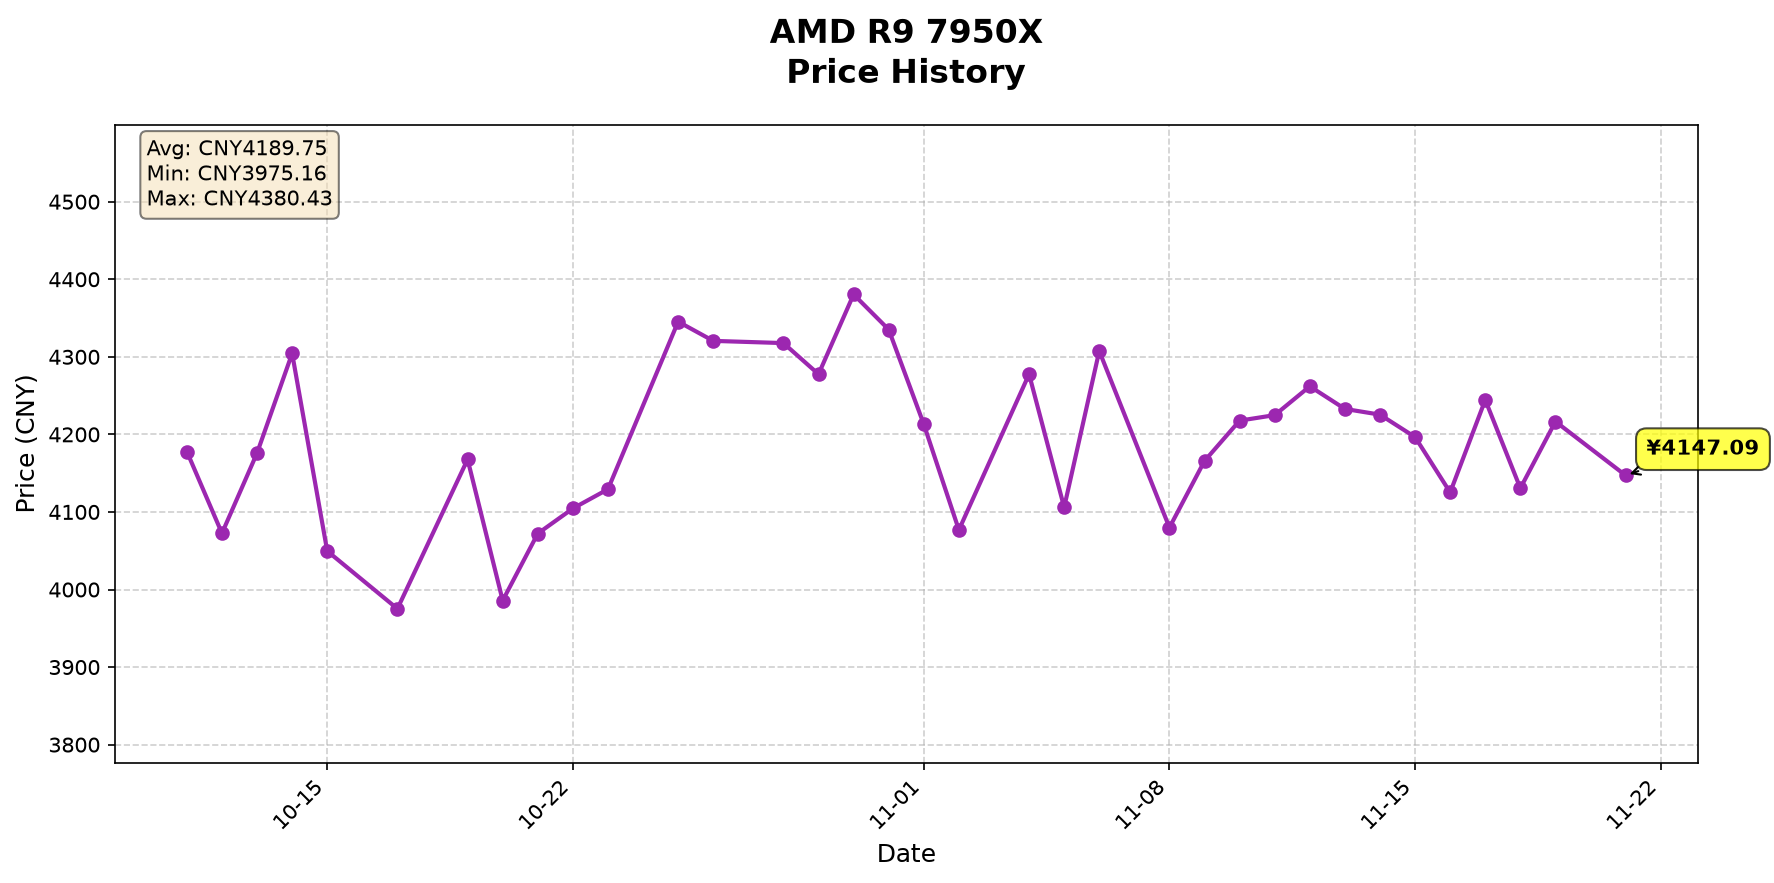 AMD R9 7950X
Price History
Avg: CNY4189.75
Min: CNY3975.16
Max: CNY4380.43
4500
4400
4300
4200
4100
4000
3900
3800
Price (CNY)
¥4147.09
10-15
10-22
11-01
11-08
11-15
11-22
Date